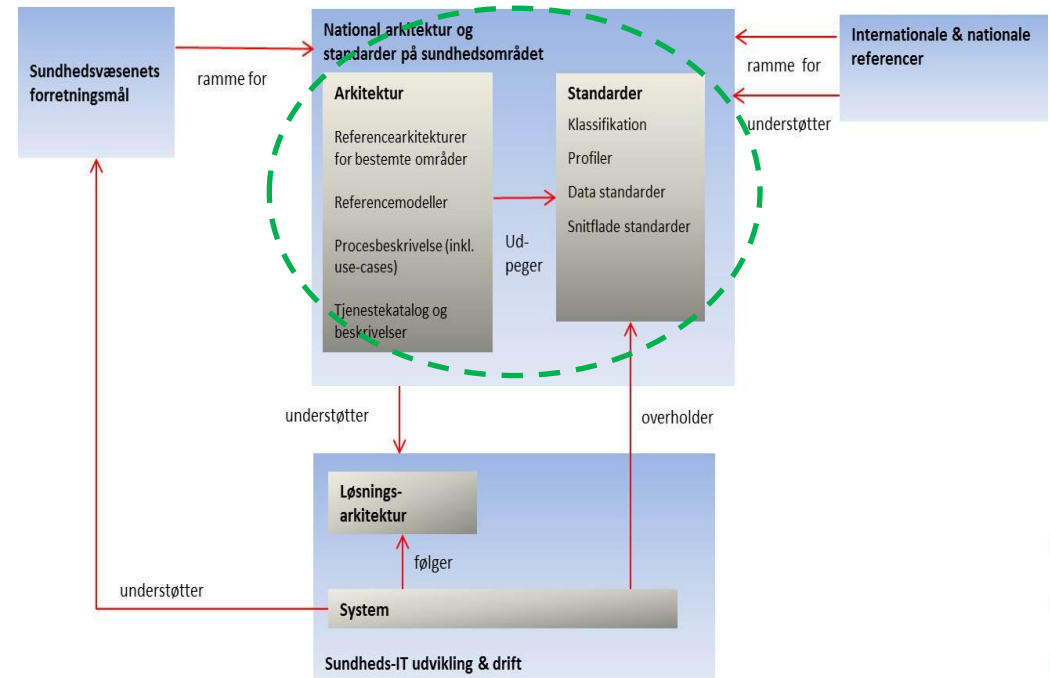 Sundhedsvæsenets
forretningsmål
ramme for
National arkitektur og
standarder på sundhedsområdet
Arkitektur
Referencearkitekturer
for bestemte områder
Referencemodeller
Procesbeskrivelse (inkl.
use-cases)
Tjenestekatalog og
beskrivelser
Ud-
peger
Standarder
Klassifikation
Profiler
Data standarder
Snitflade standarder
Internationale & nationale
referencer
ramme for
understøtter
understøtter
overholder
Løsnings-
arkitektur
følger
understøtter
System
Sundheds-IT udvikling & drift